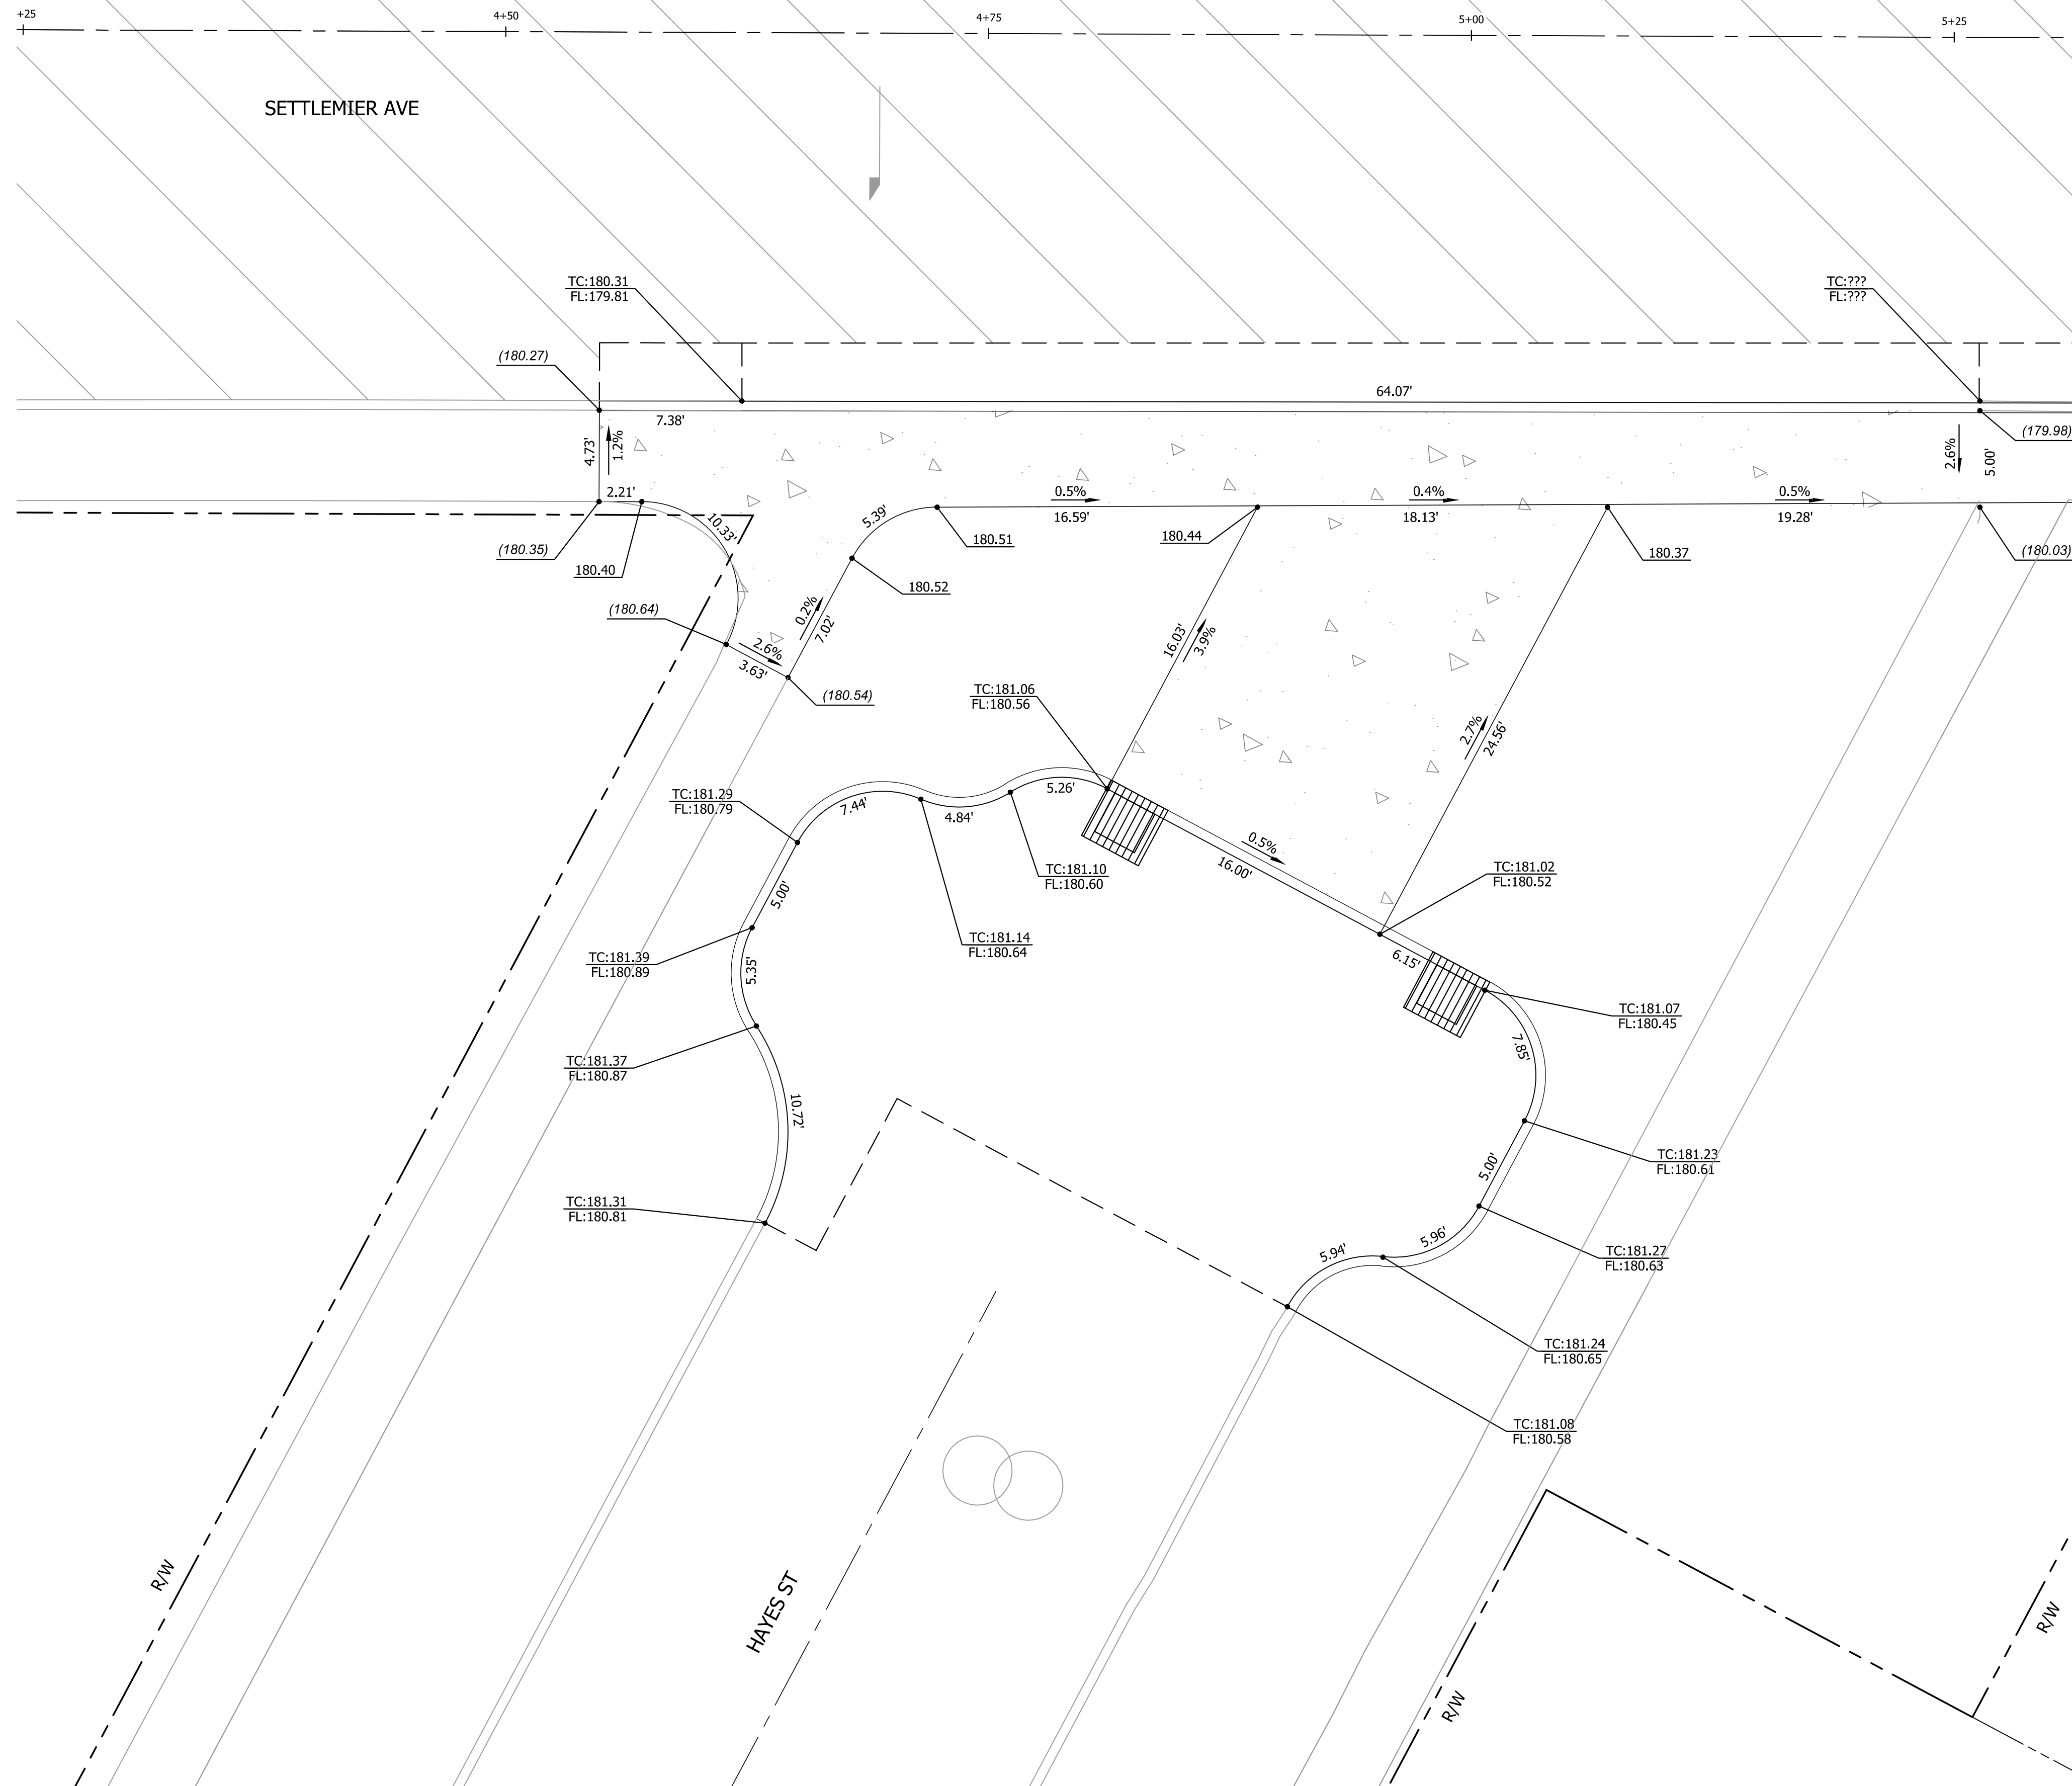 +25
4+50
4+75
5+00
5+25
SETTLEMIER AVE
TC:180.31
FL:179.81
TC:???
FL:???
(180.27)
64.07'
7.38'
(179.98)
4.73'
1.2%
2.6%
5.00'
2.21'
10.33'
5.39'
0.5%
16.59'
0.4%
18.13'
0.5%
19.28'
(180.35)
180.40
180.51
180.44
180.37
(180.03)
(180.64)
180.52
0.2%
7.02'
2.6%
3.63'
(180.54)
16.03'
3.9%
TC:181.06
FL:180.56
2.7%
24.56'
TC:181.29
FL:180.79
7.44'
4.84'
5.26'
0.5%
16.00'
TC:181.10
FL:180.60
TC:181.02
FL:180.52
5.00'
TC:181.14
FL:180.64
TC:181.39
FL:180.89
5.35'
6.15'
TC:181.07
FL:180.45
7.85'
TC:181.37
FL:180.87
10.72'
TC:181.23
FL:180.61
5.00'
TC:181.31
FL:180.81
5.94'
5.96'
TC:181.27
FL:180.63
TC:181.24
FL:180.65
TC:181.08
FL:180.58
R/W
HAYES ST
R/W
R/W